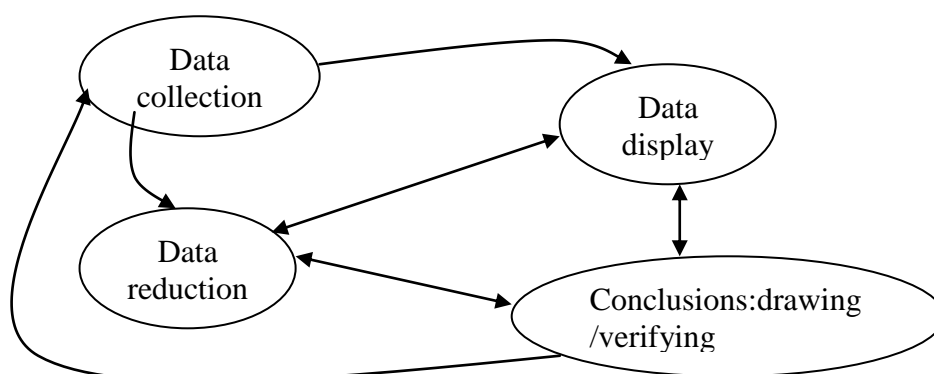 Data
collection
Data
display
Data
reduction
Conclusions:drawing
/verifying